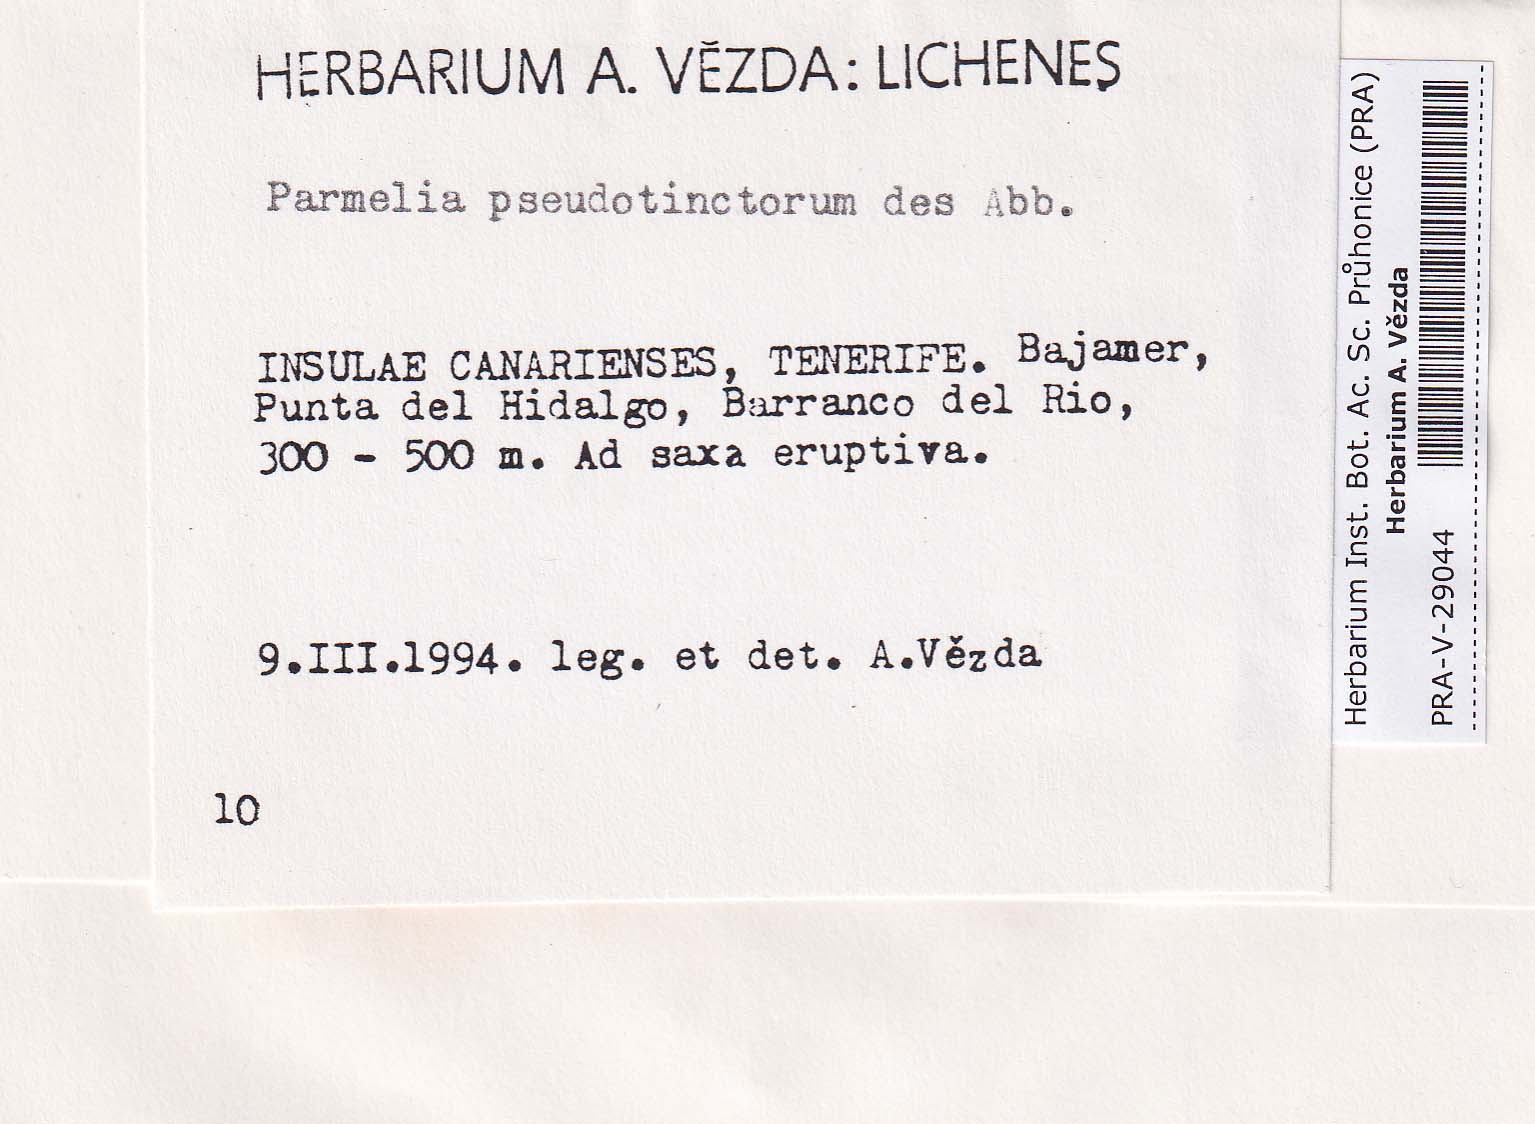 HERBARIUM A. VĚZDA: LICHENES
Parmelia pseudotinctorum des Abb.
INSULAE CANARIENSES, TENERIFE. Bajamer,
Punta del Hidalgo, Barranco del Rio,
300 - 500 m. Ad saxa eruptiva.
9.III.1994. leg. et det. A.Vězda
10
Herbarium Inst. Bot. Ac. Sc. Průhonice (PRA)
Herbarium A. Vězda
PRA-V-29044